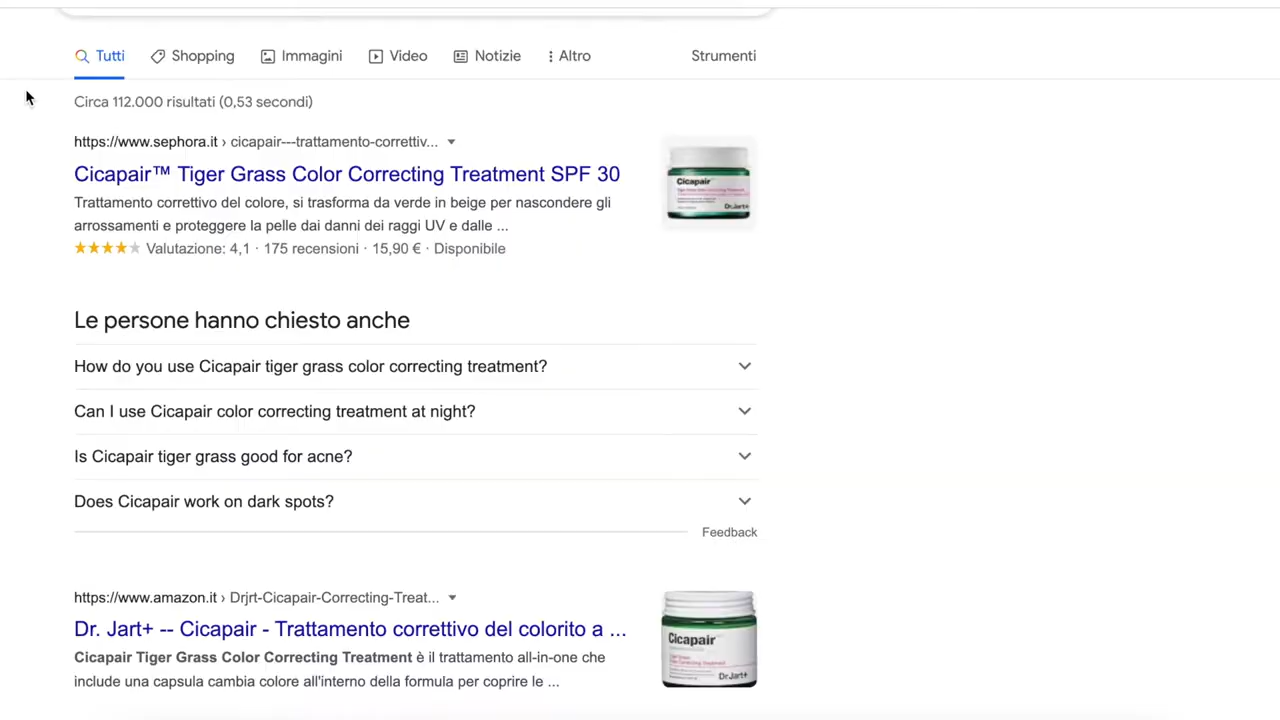 Tutti Shopping Immagini Video Notizie Altro Strumenti
Circa 112.000 risultati (0,53 secondi)
https://www.sephora.it › cicapair---trattamento-correttiv...
Cicapair™ Tiger Grass Color Correcting Treatment SPF 30
Trattamento correttivo del colore, si trasforma da verde in beige per nascondere gli
arrossamenti e proteggere la pelle dai danni dei raggi UV e dalle ...
Valutazione: 4,1 · 175 recensioni · 15,90 € · Disponibile
Cicapair
Dr.Jart+
Le persone hanno chiesto anche
How do you use Cicapair tiger grass color correcting treatment?
Can I use Cicapair color correcting treatment at night?
Is Cicapair tiger grass good for acne?
Does Cicapair work on dark spots?
Feedback
https://www.amazon.it › Drjrt-Cicapair-Correcting-Treat...
Dr. Jart+ -- Cicapair - Trattamento correttivo del colorito a ...
Cicapair Tiger Grass Color Correcting Treatment è il trattamento all-in-one che
include una capsula cambia colore all'interno della formula per coprire le ...
Cicapair
Dr.Jart+